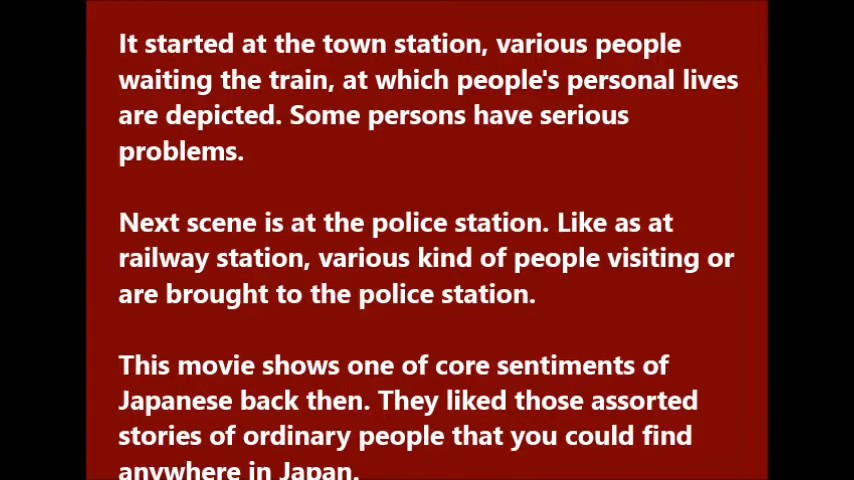 It started at the town station, various people
waiting the train, at which people's personal lives
are depicted. Some persons have serious
problems.
Next scene is at the police station. Like as at
railway station, various kind of people visiting or
are brought to the police station.
This movie shows one of core sentiments of
Japanese back then. They liked those assorted
stories of ordinary people that you could find
anywhere in Japan.